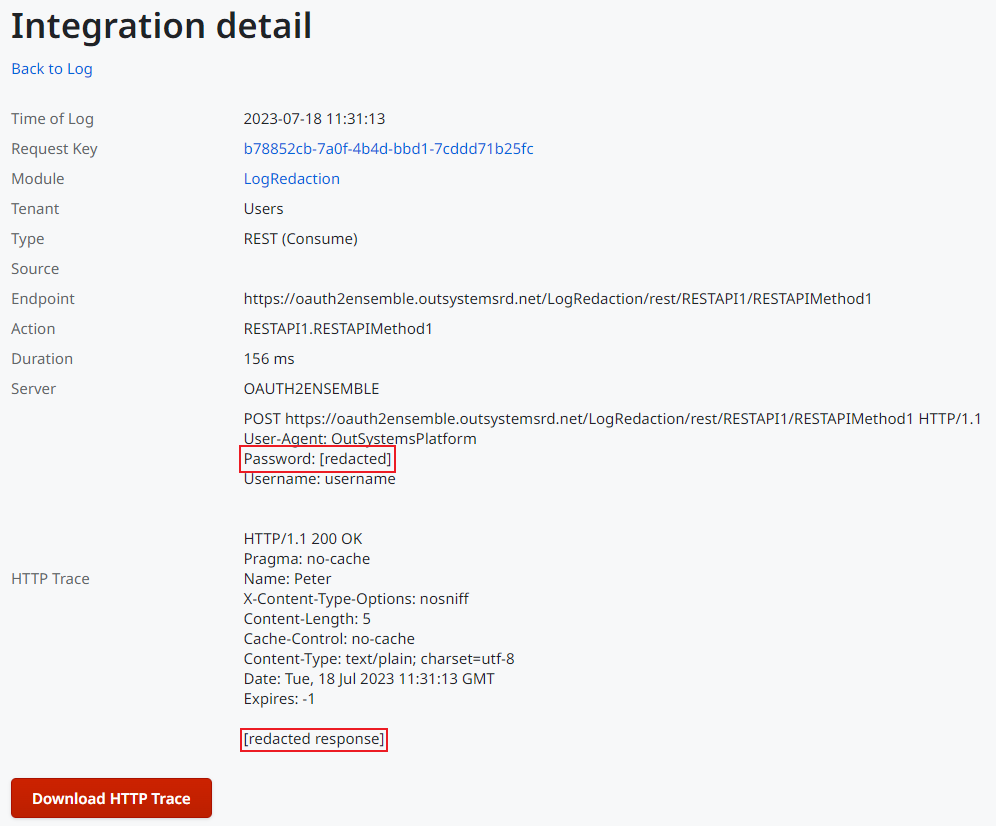 Integration detail
Back to Log
Time of Log 2023-07-18 11:31:13
Request Key b78852cb-7a0f-4b4d-bbd1-7cddd71b25fc
Module LogRedaction
Tenant Users
Type REST (Consume)
Source
Endpoint https://oauth2ensemble.outsystemsrd.net/LogRedaction/rest/RESTAPI1/RESTAPIMethod1
Action RESTAPI1.RESTAPIMethod1
Duration 156 ms
Server OAUTH2ENSEMBLE
POST https://oauth2ensemble.outsystemsrd.net/LogRedaction/rest/RESTAPI1/RESTAPIMethod1 HTTP/1.1
User-Agent: OutSystemsPlatform
Password: [redacted]
Username: username
HTTP/1.1 200 OK
Pragma: no-cache
HTTP Trace Name: Peter
X-Content-Type-Options: nosniff
Content-Length: 5
Cache-Control: no-cache
Content-Type: text/plain; charset=utf-8
Date: Tue, 18 Jul 2023 11:31:13 GMT
Expires: -1
[redacted response]
Download HTTP Trace